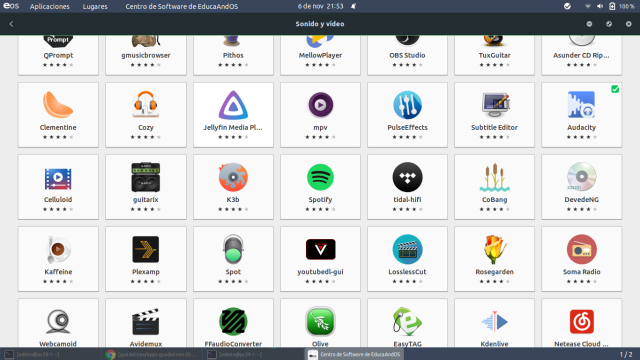 eOS Aplicaciones Lugares Centro de Software de EducaAndOS 6 de nov 21:53 100 %
Sonido y vídeo
QPrompt gmusicbrowser Pithos MellowPlayer OBS Studio TuxGuitar Asunder CD Rip...
Clementine Cozy Jellyfin Media Pl... mpv PulseEffects Subtitle Editor Audacity
Celluloid guitarix K3b Spotify tidal-hifi CoBang DevedeNG
Kaffeine Plexamp Spot youtubedl-gui LosslessCut Rosegarden Soma Radio
Webcamoid Avidemux FFaudioConverter Olive EasyTAG Kdenlive Netease Cloud ...
Centro de Software de EducaAndOS 1 / 2